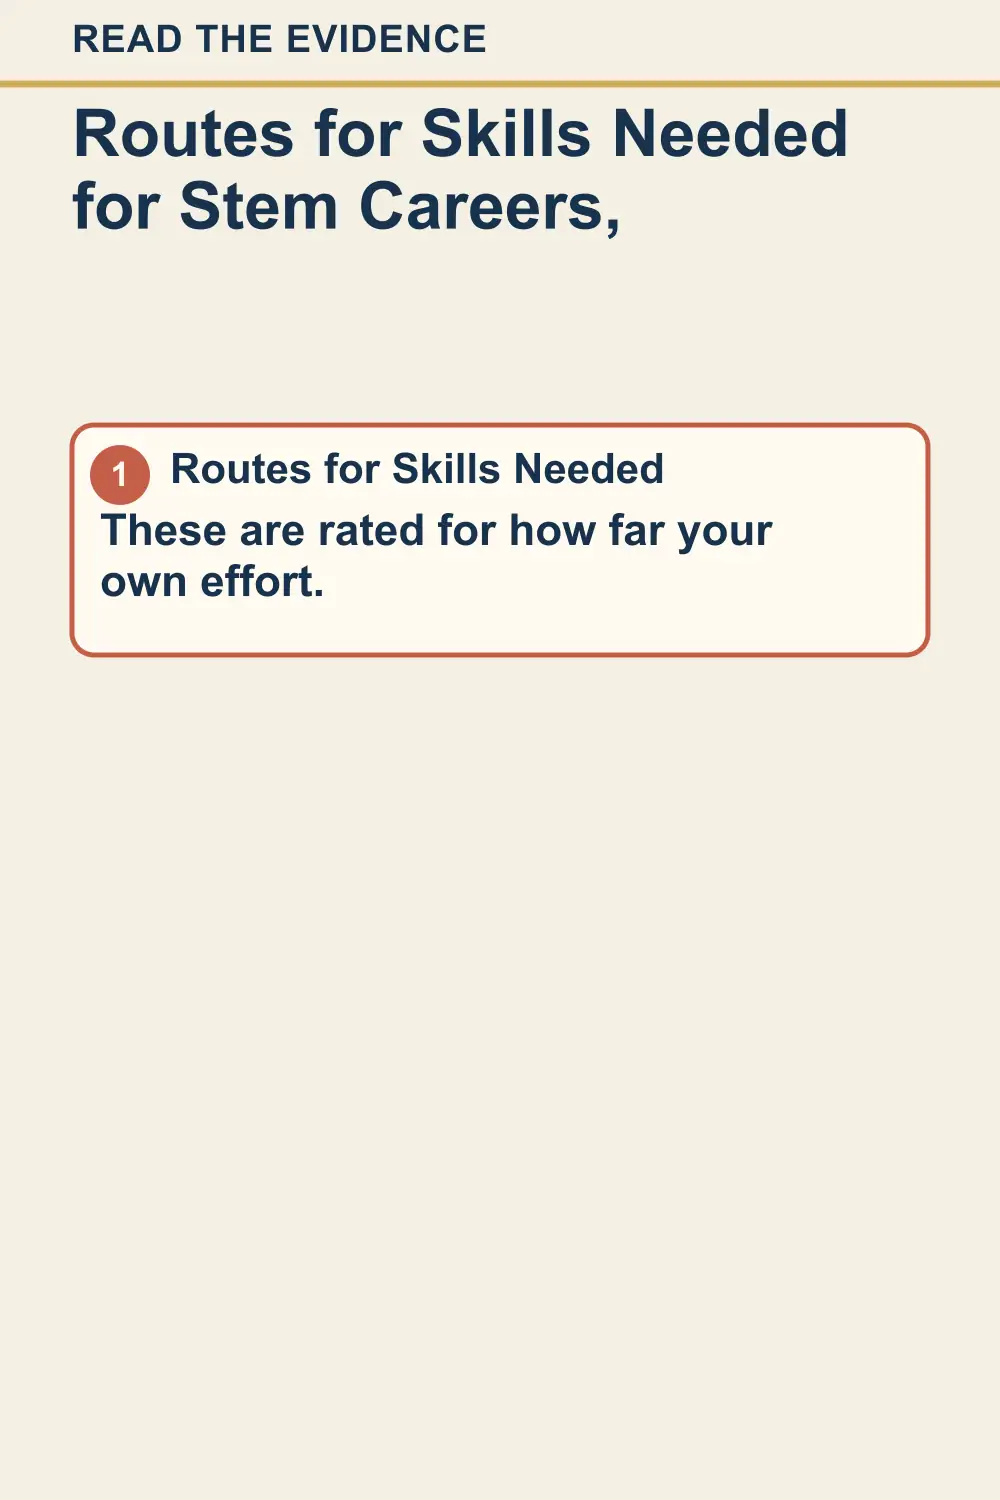 READ THE EVIDENCE
Routes for Skills Needed
for Stem Careers,
1 Routes for Skills Needed
These are rated for how far your
own effort.